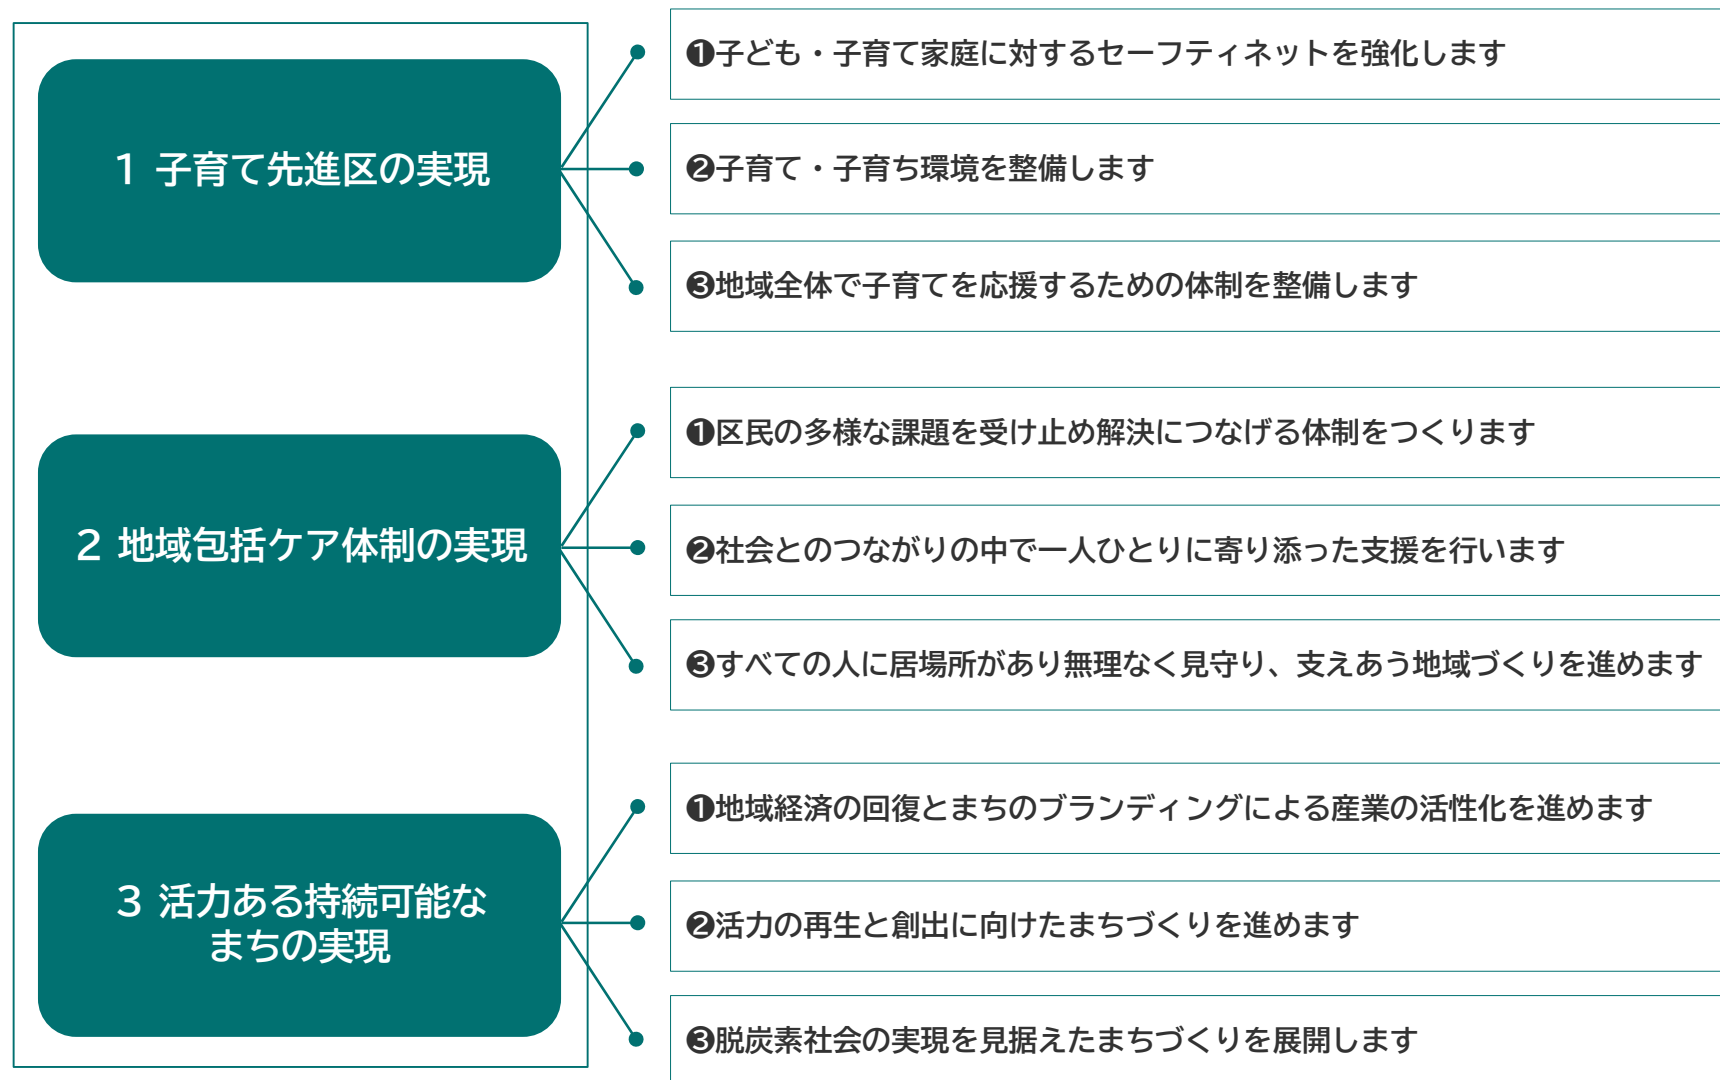 1 子育て先進区の実現
❶子ども・子育て家庭に対するセーフティネットを強化します
❷子育て・子育ち環境を整備します
❸地域全体で子育てを応援するための体制を整備します
2 地域包括ケア体制の実現
❶区民の多様な課題を受け止め解決につなげる体制をつくります
❷社会とのつながりの中で一人ひとりに寄り添った支援を行います
❸すべての人に居場所があり無理なく見守り、支えあう地域づくりを進めます
3 活力ある持続可能な
まちの実現
❶地域経済の回復とまちのブランディングによる産業の活性化を進めます
❷活力の再生と創出に向けたまちづくりを進めます
❸脱炭素社会の実現を見据えたまちづくりを展開します